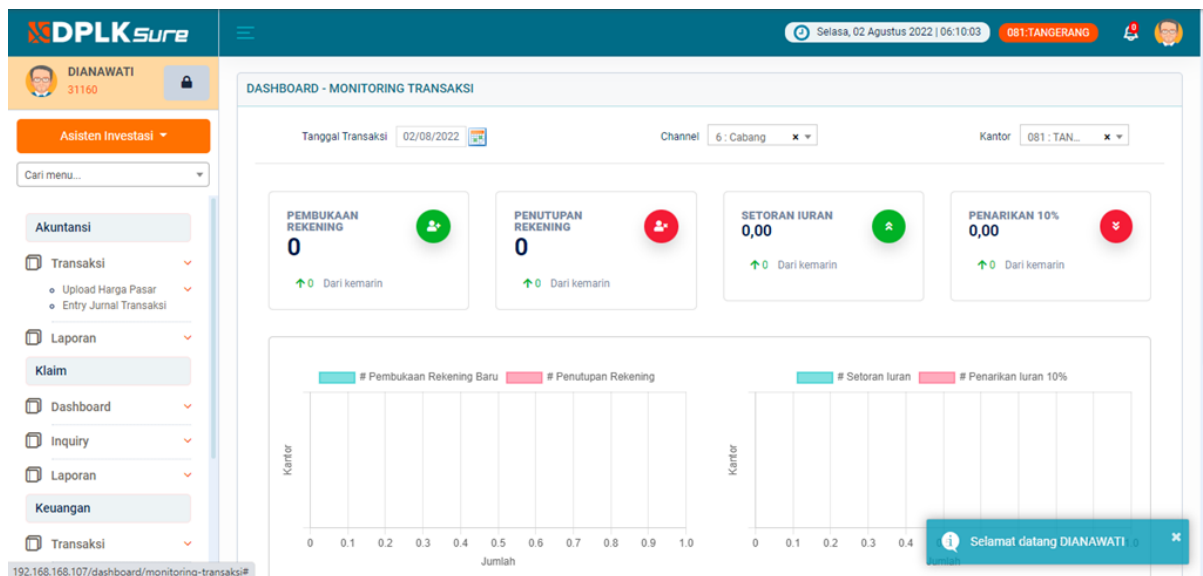 DPLKSure
Selasa, 02 Agustus 2022 | 06:10:03
081:TANGERANG
DIANAWATI
31160
Asisten Investasi
Cari menu...
Akuntansi
Transaksi
Upload Harga Pasar
Entry Jurnal Transaksi
Laporan
Klaim
Dashboard
Inquiry
Laporan
Keuangan
Transaksi
192.168.168.107/dashboard/monitoring-transaksi#
DASHBOARD - MONITORING TRANSAKSI
Tanggal Transaksi 02/08/2022
Channel 6 : Cabang × 
Kantor 081 : TAN... ×
PEMBUKAAN
REKENING
0
0 Dari kemarin
PENUTUPAN
REKENING
0
0 Dari kemarin
SETORAN IURAN
0,00
0 Dari kemarin
PENARIKAN 10%
0,00
0 Dari kemarin
# Pembukaan Rekening Baru # Penutupan Rekening
Kantor
0 0.1 0.2 0.3 0.4 0.5 0.6 0.7 0.8 0.9 1.0
Jumlah
# Setoran Iuran # Penarikan Iuran 10%
Kantor
0 0.1 0.2 0.3 0.4 1.0
Jumlah
Selamat datang DIANAWATI ×